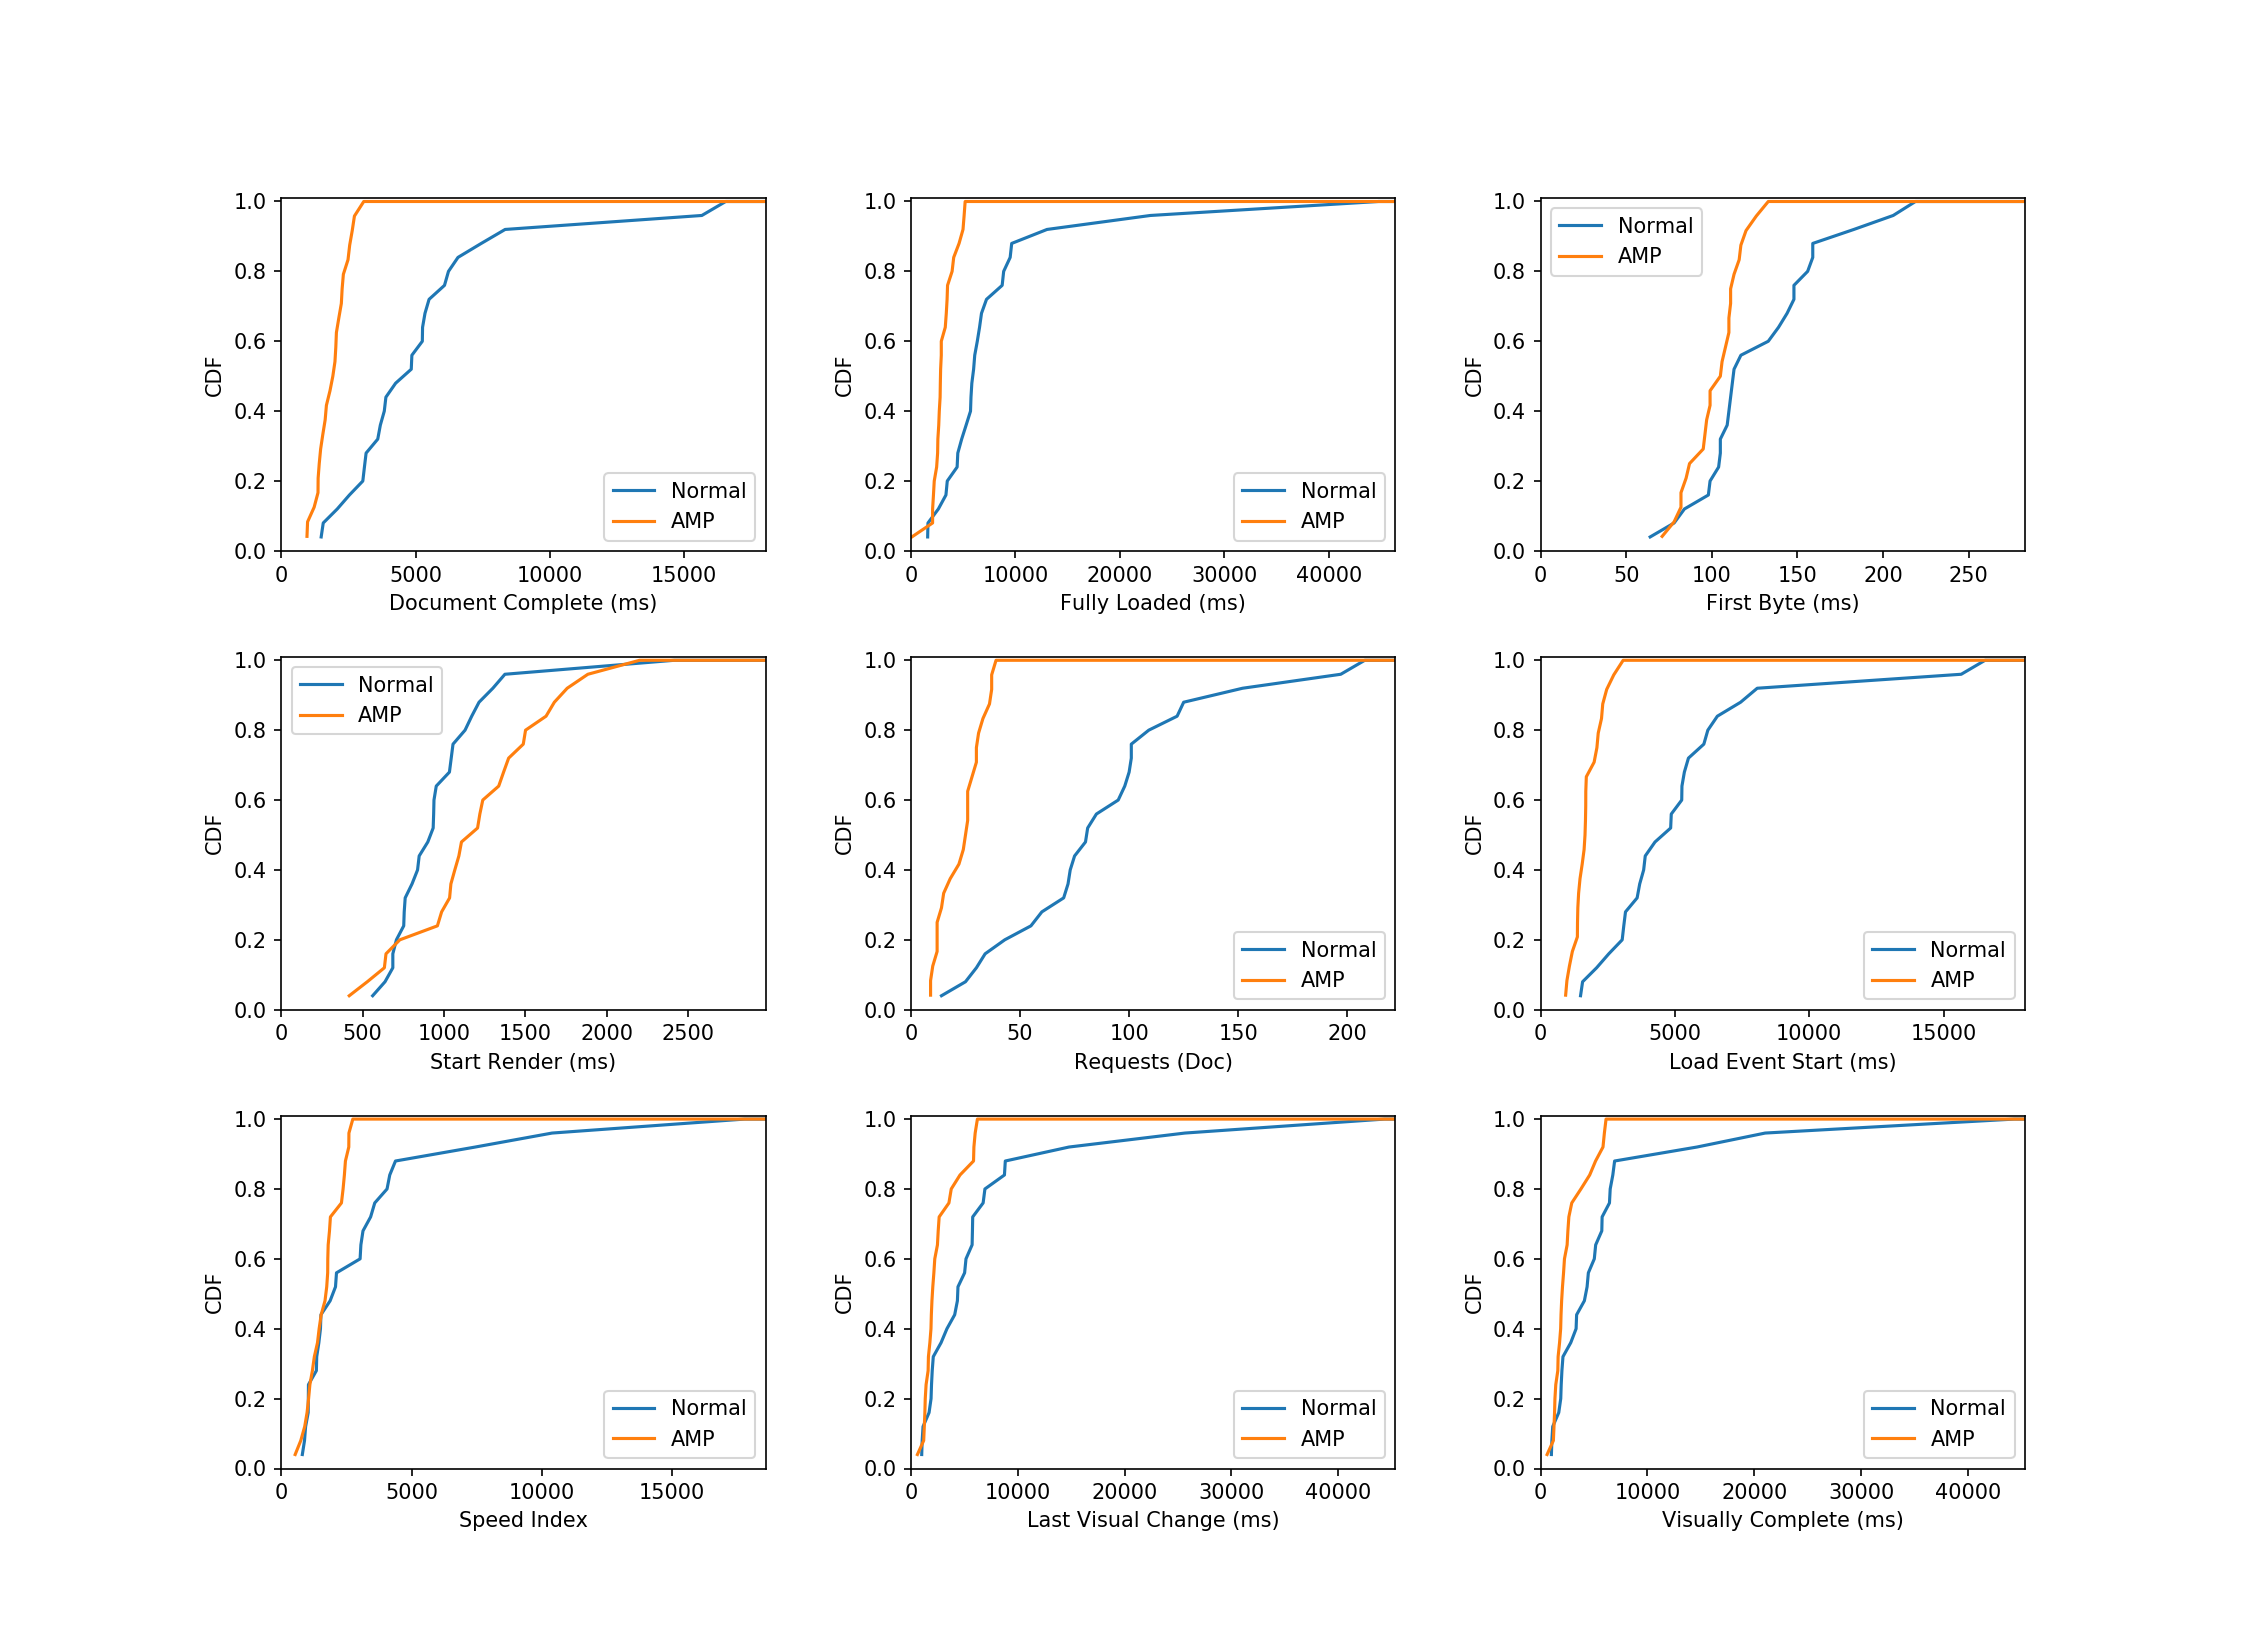 1.0
0.8
0.6
0.4
0.2
0.0
CDF
Normal
AMP
0 5000 10000 15000
Document Complete (ms)
1.0
0.8
0.6
0.4
0.2
0.0
CDF
Normal
AMP
0 10000 20000 30000 40000
Fully Loaded (ms)
1.0
0.8
0.6
0.4
0.2
0.0
CDF
Normal
AMP
0 50 100 150 200 250
First Byte (ms)
1.0
0.8
0.6
0.4
0.2
0.0
CDF
Normal
AMP
0 500 1000 1500 2000 2500
Start Render (ms)
1.0
0.8
0.6
0.4
0.2
0.0
CDF
Normal
AMP
0 50 100 150 200
Requests (Doc)
1.0
0.8
0.6
0.4
0.2
0.0
CDF
Normal
AMP
0 5000 10000 15000
Load Event Start (ms)
1.0
0.8
0.6
0.4
0.2
0.0
CDF
Normal
AMP
0 5000 10000 15000
Speed Index
1.0
0.8
0.6
0.4
0.2
0.0
CDF
Normal
AMP
0 10000 20000 30000 40000
Last Visual Change (ms)
1.0
0.8
0.6
0.4
0.2
0.0
CDF
Normal
AMP
0 10000 20000 30000 40000
Visually Complete (ms)